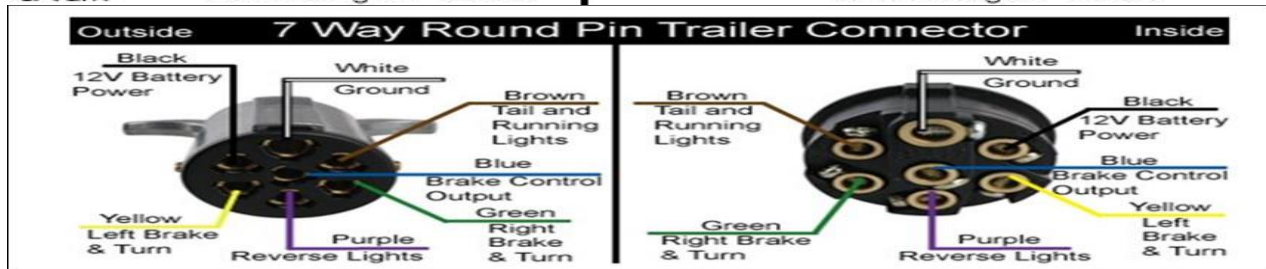 Outside
7 Way Round Pin Trailer Connector
Inside
Black
12V Battery
Power
White
Ground
Brown
Tail and
Running
Lights
Blue
Brake Control
Output
Green
Right
Brake
& Turn
Purple
Reverse Lights
Yellow
Left Brake
& Turn
White
Ground
Brown
Tail and
Running
Lights
Black
12V Battery
Power
Blue
Brake Control
Output
Yellow
Left
Brake
& Turn
Purple
Reverse Lights
Green
Right Brake
& Turn